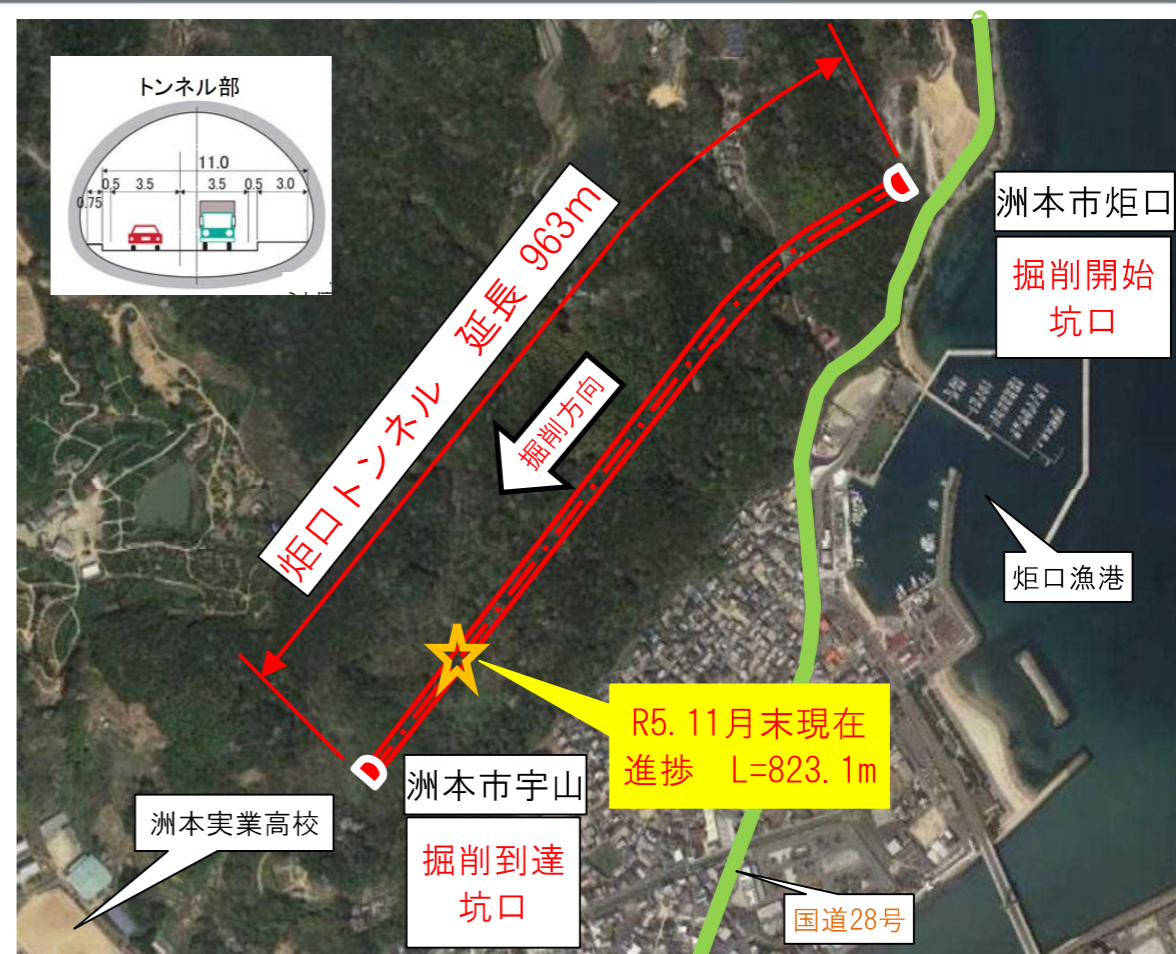 トンネル部
11.0
0.5 3.5 3.5 0.5 3.0
0.75
炬口トンネル 延長 963m
掘削方向
洲本市炬口
掘削開始
坑口
炬口漁港
R5.11月末現在
進捗 L=823.1m
洲本市宇山
掘削到達
坑口
洲本実業高校
国道28号